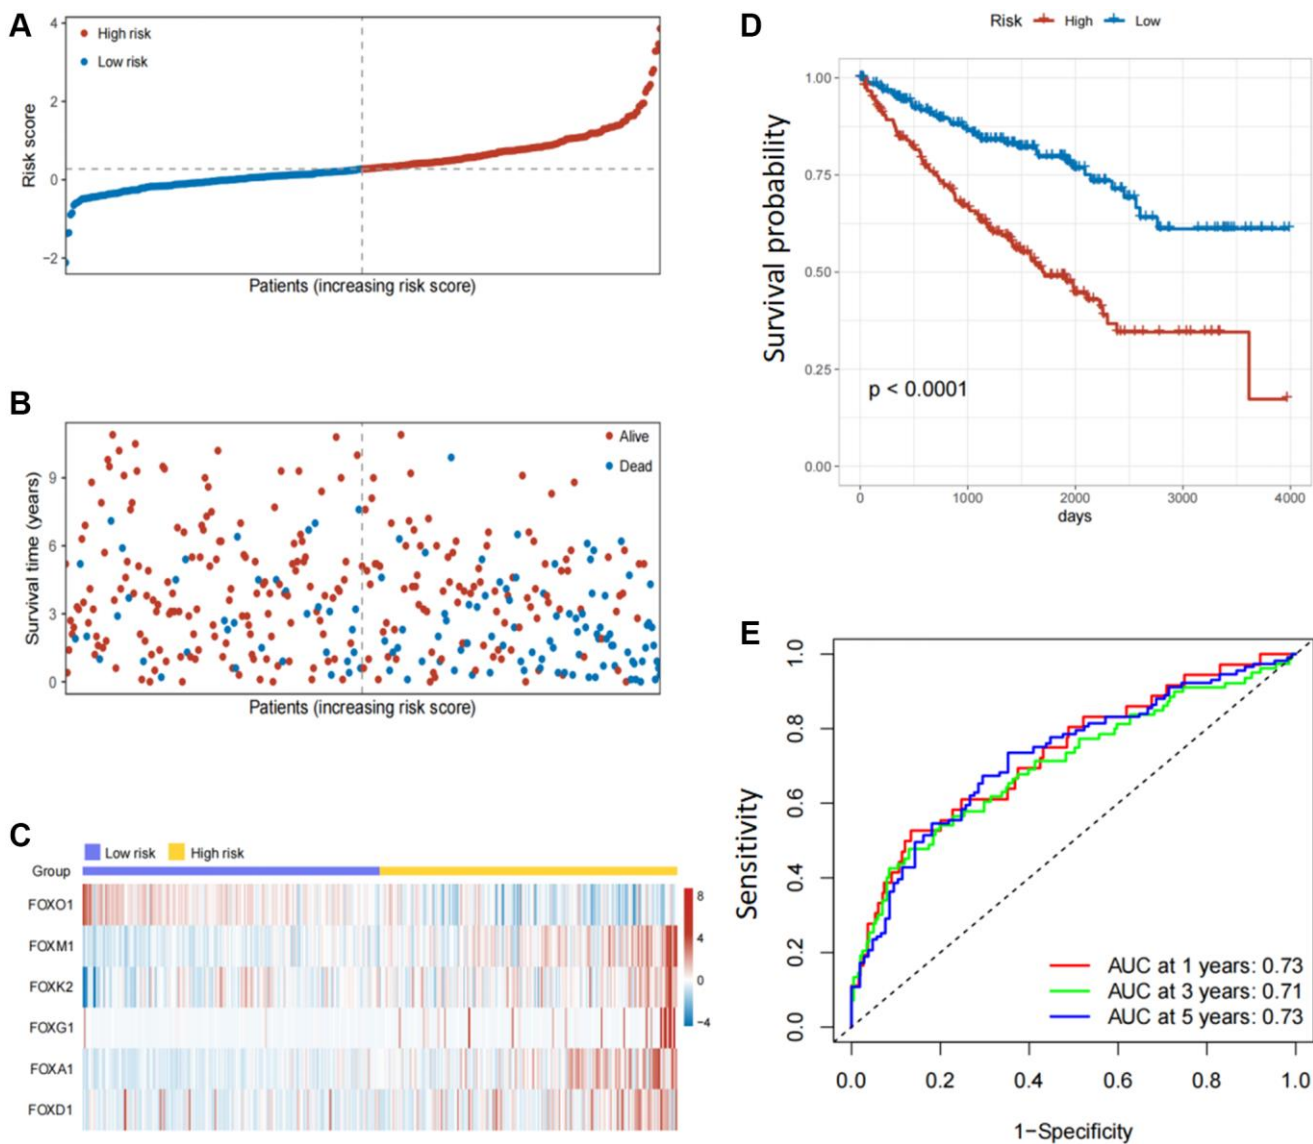 A
High risk
Low risk
4
2
0
−2
Risk score
Patients (increasing risk score)
B
Alive
Dead
9
6
3
0
Survival time (years)
Patients (increasing risk score)
C
Low risk High risk
Group
FOXO1
FOXM1
FOXK2
FOXG1
FOXA1
FOXD1
8
4
0
−4
D
Risk High Low
1.00
0.75
0.50
0.25
0.00
Survival probability
p < 0.0001
0 1000 2000 3000 4000
days
E
1.0
0.8
0.6
0.4
0.2
0.0
Sensitivity
AUC at 1 years: 0.73
AUC at 3 years: 0.71
AUC at 5 years: 0.73
0.0 0.2 0.4 0.6 0.8 1.0
1−Specificity